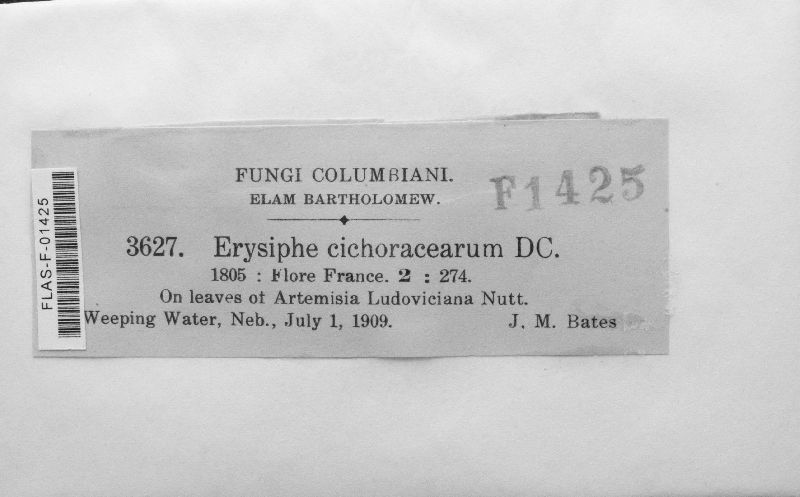 FUNGI COLUMBIANI.
ELAM BARTHOLOMEW.
F1425
3627. Erysiphe cichoracearum DC.
1805 : Flore France. 2 : 274.
On leaves of Artemisia Ludoviciana Nutt.
Weeping Water, Neb., July 1, 1909. J. M. Bates
FLAS-F-01425